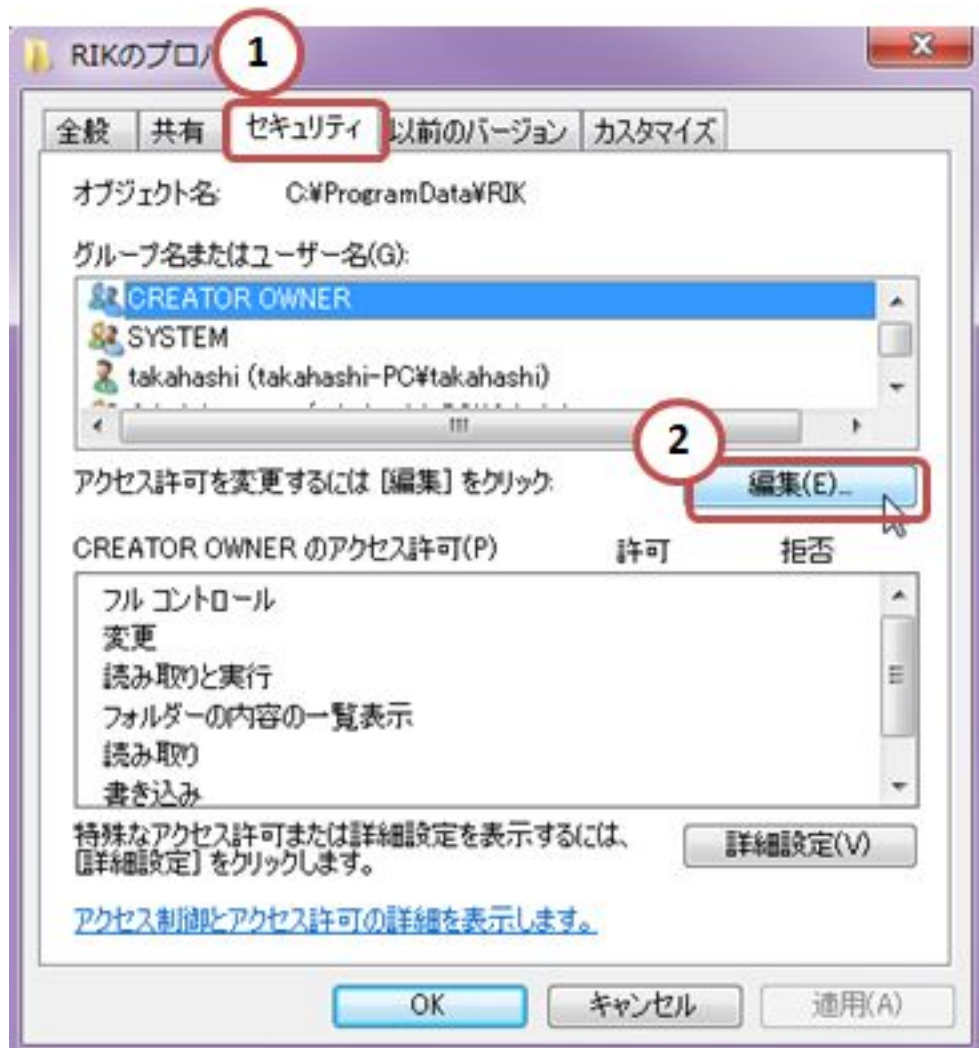 RIKのプロパ
1
全般 共有 セキュリティ 以前のバージョン カスタマイズ
オブジェクト名: C:¥ProgramData¥RIK
グループ名またはユーザー名(G):
CREATOR OWNER
SYSTEM
takahashi (takahashi-PC¥takahashi)
2
アクセス許可を変更するには [編集] をクリック: 編集(E)...
CREATOR OWNER のアクセス許可(P) 許可 拒否
フル コントロール
変更
読み取りと実行
フォルダーの内容の一覧表示
読み取り
書き込み
特殊なアクセス許可または詳細設定を表示するには、
[詳細設定] をクリックします。 詳細設定(V)
アクセス制御とアクセス許可の詳細を表示します。
OK キャンセル 適用(A)